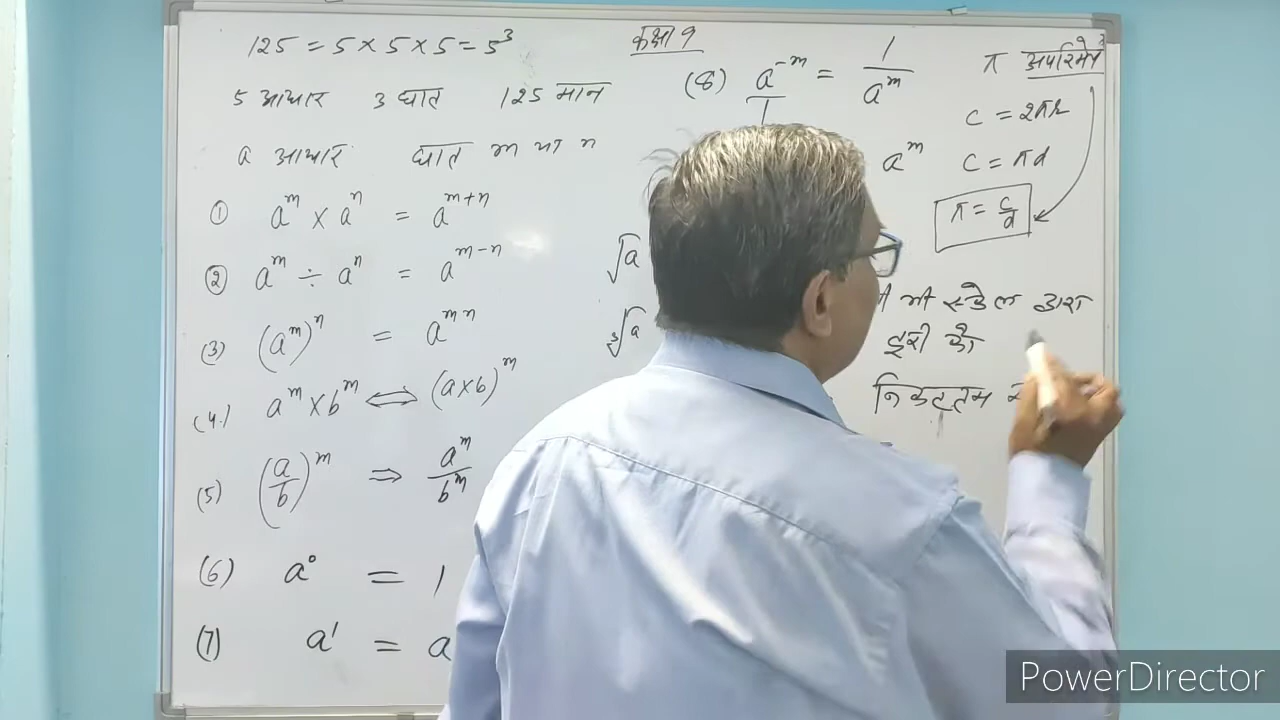 125 = 5 × 5 × 5 = 5³
कक्षा 9
5 आधार 3 घात 125 मान
a आधार घात m या n
① aᵐ × aⁿ = aᵐ⁺ⁿ
② aᵐ ÷ aⁿ = aᵐ⁻ⁿ
(3) (aᵐ)ⁿ = aᵐⁿ
(4.) aᵐ × bᵐ ⟺ (a×b)ᵐ
(5) (a/b)ᵐ ⇒ aᵐ/bᵐ
(6) a⁰ = 1
(7) a¹ = a
(8) a⁻ᵐ = 1/aᵐ
1
aᵐ
√a
∛a
π
c = 2πr
c = πd
π = c/d
भी स्केल द्वारा
दूरी को
निकटतम
PowerDirector